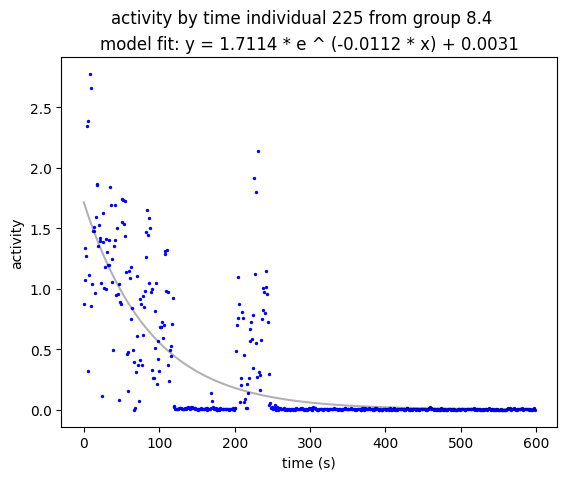 activity by time individual 225 from group 8.4
model fit: y = 1.7114 * e ^ (-0.0112 * x) + 0.0031
2.5
2.0
1.5
1.0
0.5
0.0
activity
0 100 200 300 400 500 600
time (s)